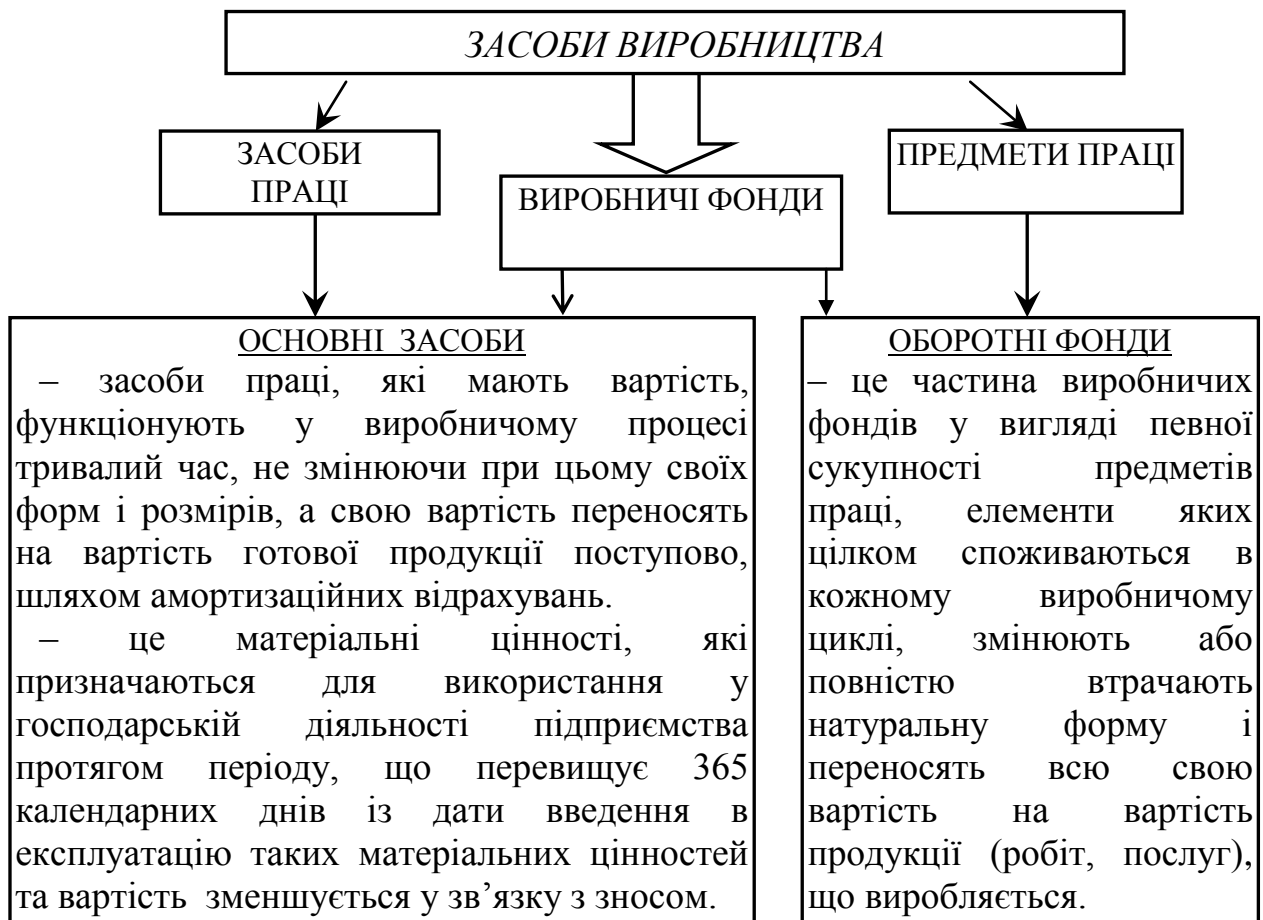 ЗАСОБИ ВИРОБНИЦТВА
ЗАСОБИ
ПРАЦІ
ВИРОБНИЧІ ФОНДИ
ПРЕДМЕТИ ПРАЦІ
ОСНОВНІ ЗАСОБИ
– засоби праці, які мають вартість,
функціонують у виробничому процесі
тривалий час, не змінюючи при цьому своїх
форм і розмірів, а свою вартість переносять
на вартість готової продукції поступово,
шляхом амортизаційних відрахувань.
– це матеріальні цінності, які
призначаються для використання у
господарській діяльності підприємства
протягом періоду, що перевищує 365
календарних днів із дати введення в
експлуатацію таких матеріальних цінностей
та вартість зменшується у зв’язку з зносом.
ОБОРОТНІ ФОНДИ
– це частина виробничих
фондів у вигляді певної
сукупності предметів
праці, елементи яких
цілком споживаються в
кожному виробничому
циклі, змінюють або
повністю втрачають
натуральну форму і
переносять всю свою
вартість на вартість
продукції (робіт, послуг),
що виробляється.